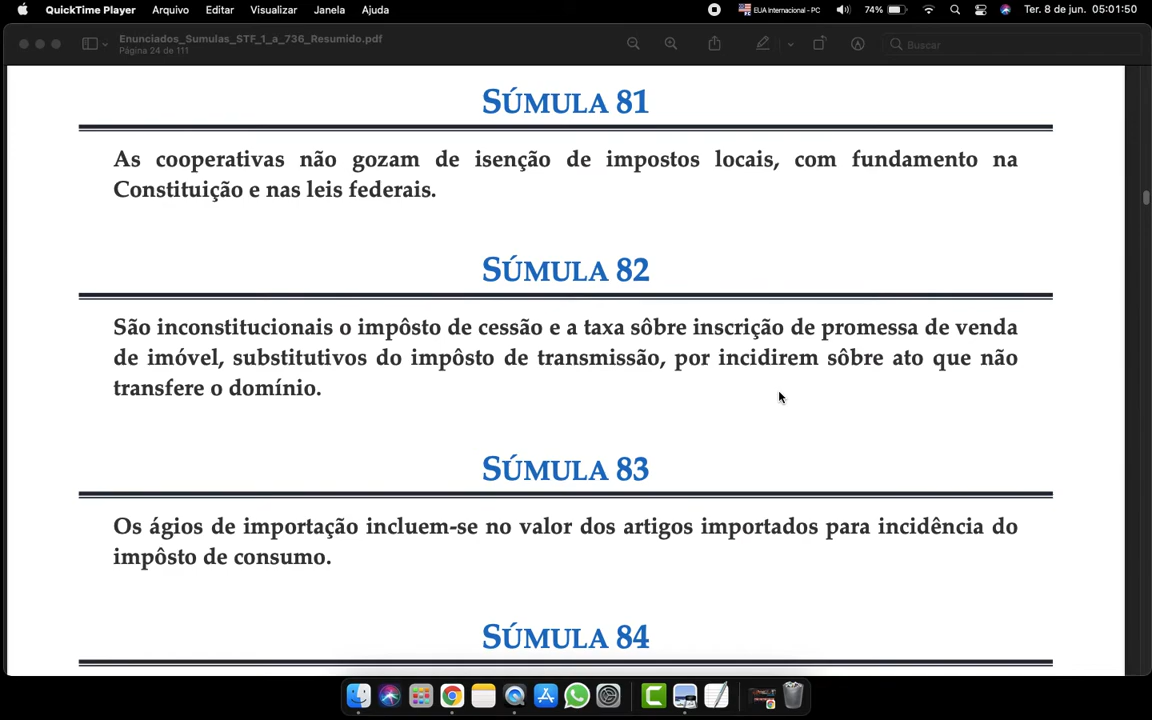 QuickTime Player Arquivo Editar Visualizar Janela Ajuda EUA Internacional - PC 74% Ter. 8 de jun. 05:01:50
Enunciados_Sumulas_STF_1_a_736_Resumido.pdf
Página 24 de 111
Buscar
SÚMULA 81
As cooperativas não gozam de isenção de impostos locais, com fundamento na
Constituição e nas leis federais.
SÚMULA 82
São inconstitucionais o impôsto de cessão e a taxa sôbre inscrição de promessa de venda
de imóvel, substitutivos do impôsto de transmissão, por incidirem sôbre ato que não
transfere o domínio.
SÚMULA 83
Os ágios de importação incluem-se no valor dos artigos importados para incidência do
impôsto de consumo.
SÚMULA 84